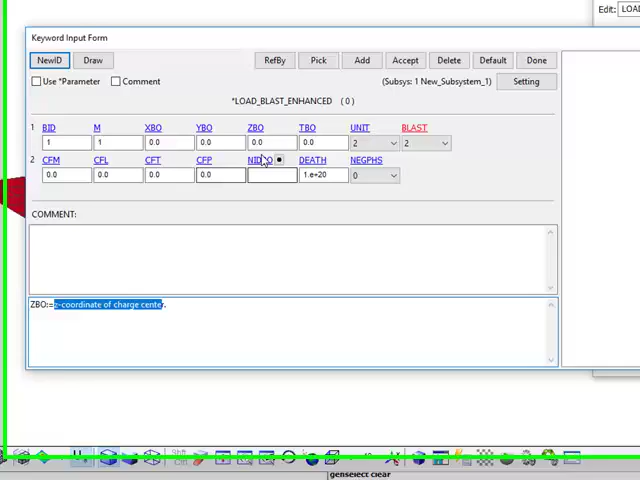 Edit: LOA
Keyword Input Form
NewID Draw RefBy Pick Add Accept Delete Default Done
Use *Parameter Comment (Subsys: 1 New_Subsystem_1) Setting
*LOAD_BLAST_ENHANCED (0)
1 BID M XBO YBO ZBO TBO UNIT BLAST
1 1 0.0 0.0 0.0 0.0 2 2
2 CFM CFL CFT CFP DEATH NEGPHS
0.0 0.0 0.0 0.0 1.e+20 0
COMMENT:
ZBO:=z-coordinate of charge center.
genselect clear